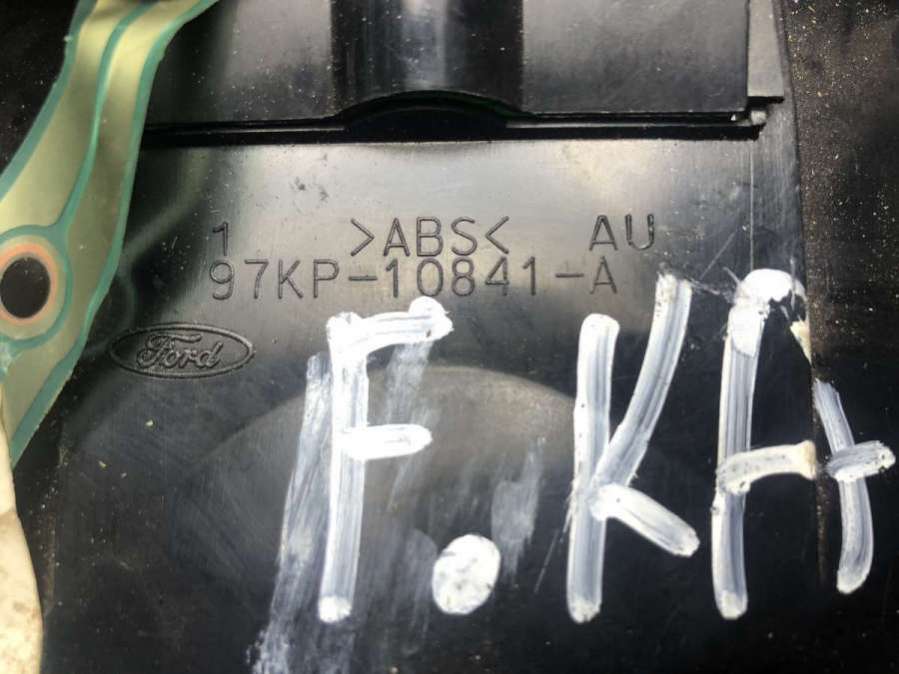 1 >ABS< AU
97KP-10841-A
Ford
F.KA